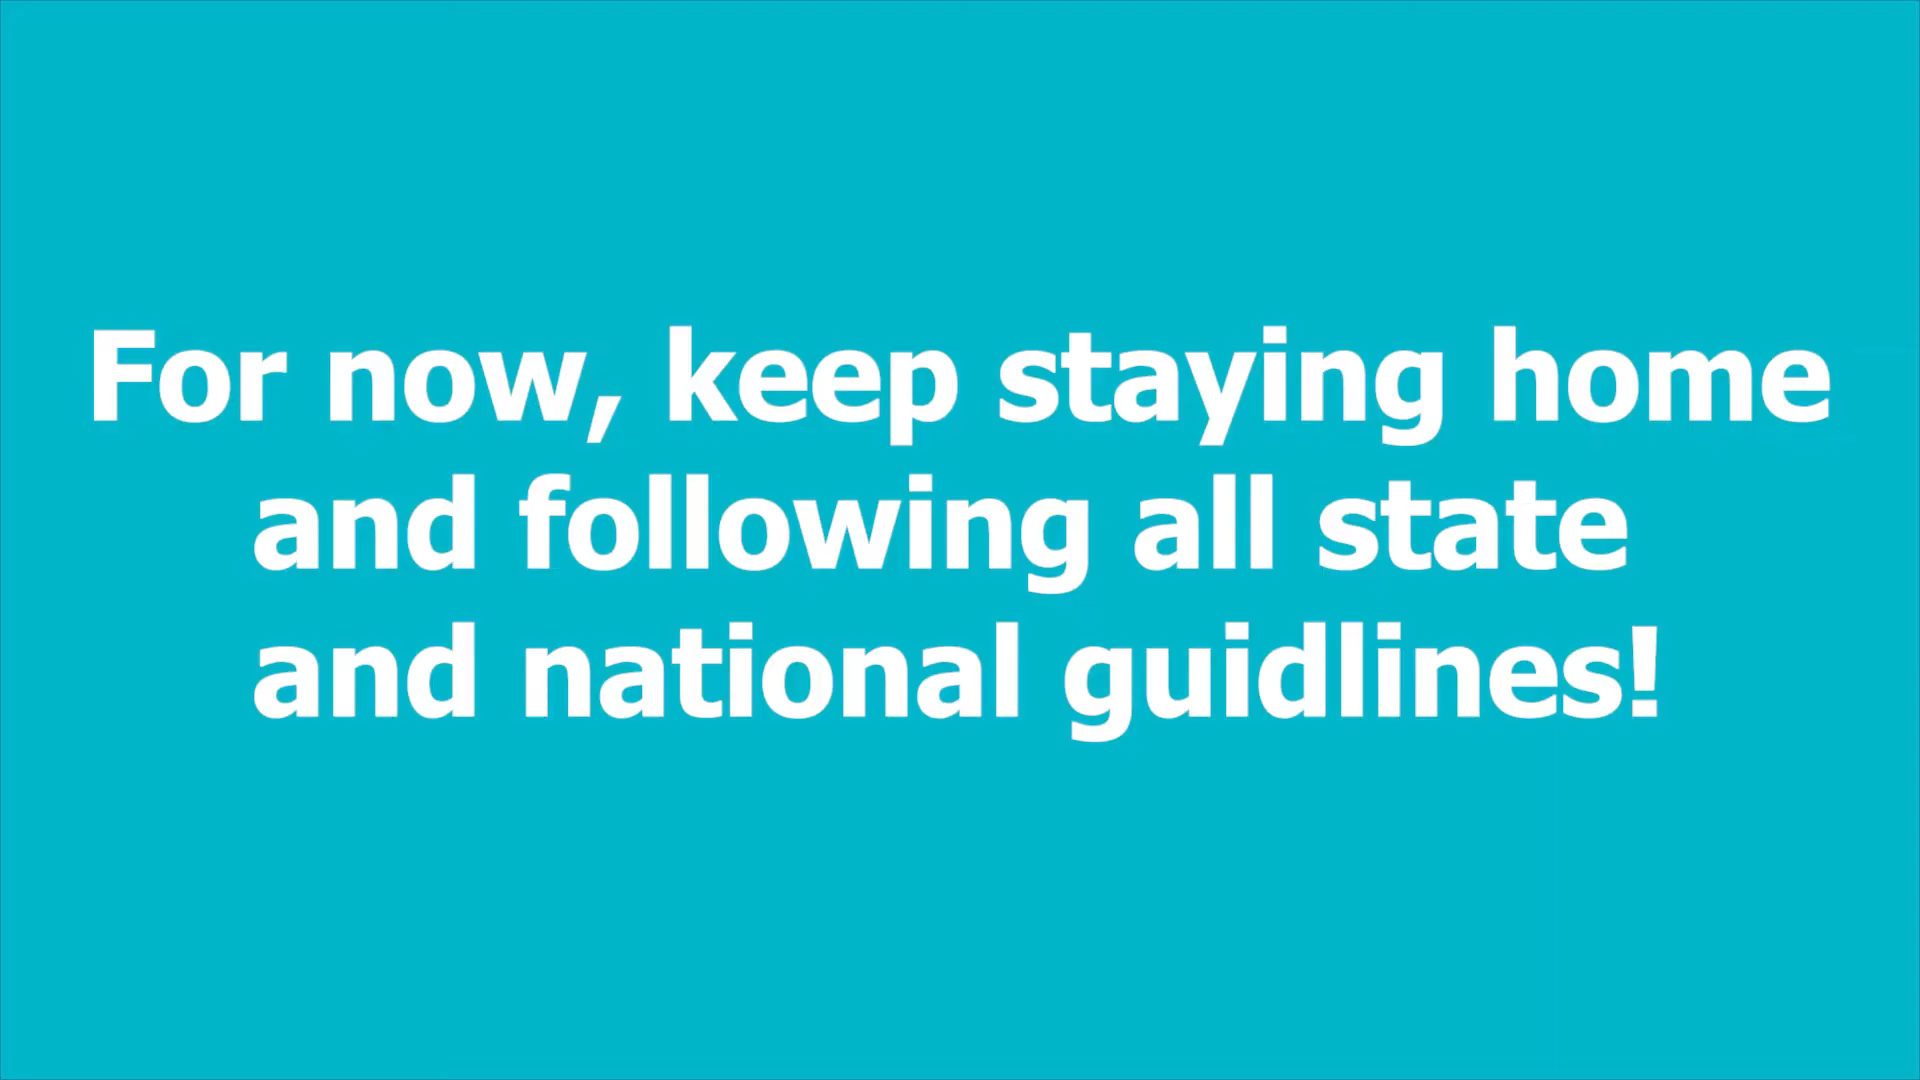 For now, keep staying home
and following all state
and national guidlines!